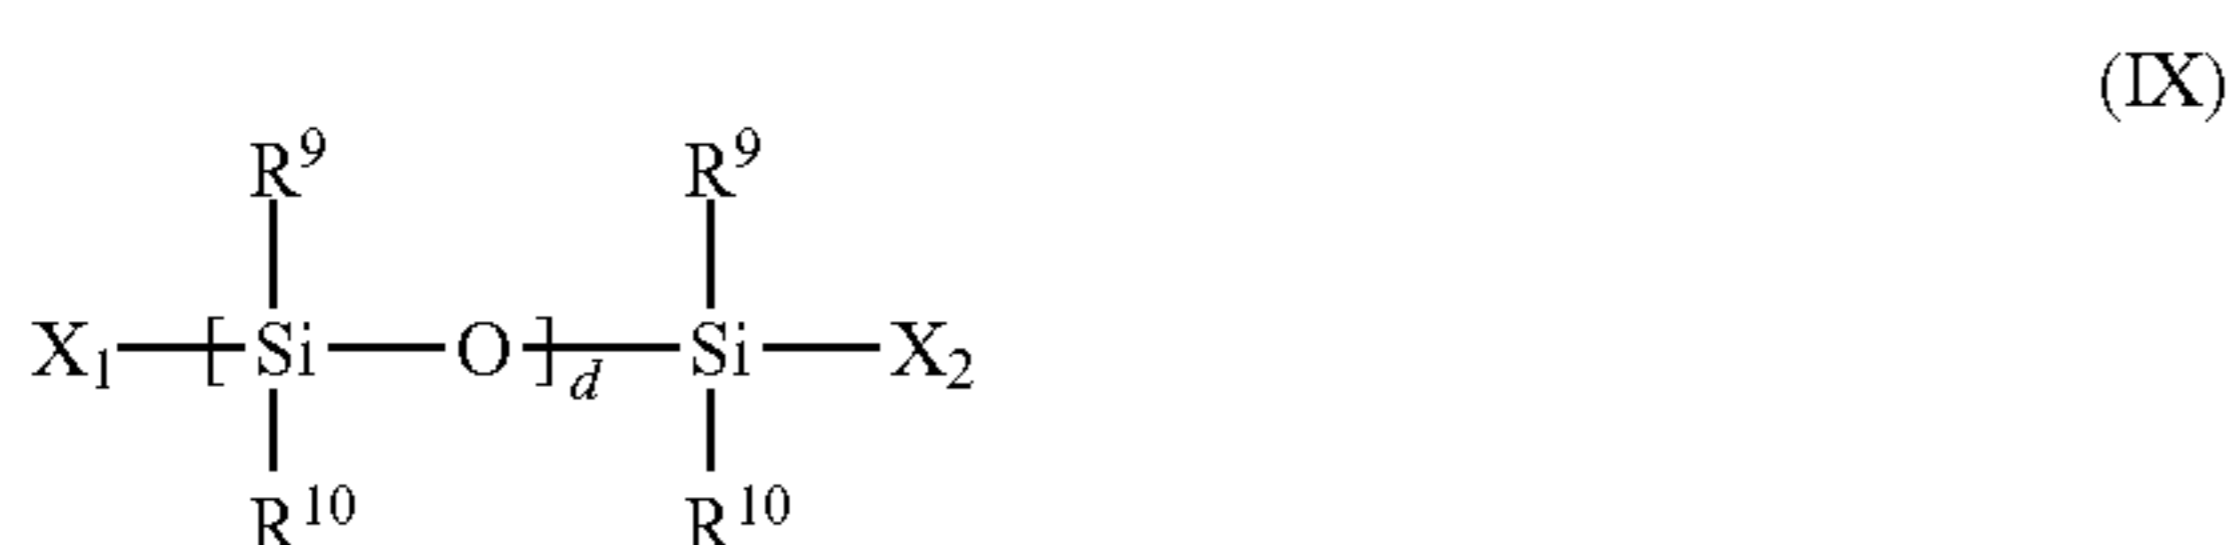 (IX)
R⁹ R⁹
X₁—[Si—O]d—Si—X₂
R¹⁰ R¹⁰